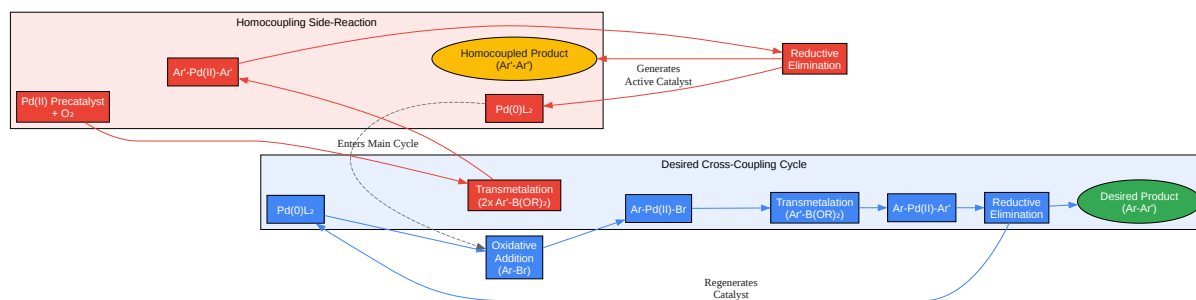 Homocoupling Side-Reaction
Homocoupled Product
(Ar'-Ar')
Reductive
Elimination
Ar'-Pd(II)-Ar'
Generates
Active Catalyst
Pd(II) Precatalyst
+ O₂
Pd(0)L₂
Enters Main Cycle
Desired Cross-Coupling Cycle
Transmetalation
(2x Ar'-B(OR)₂)
Pd(0)L₂
Ar-Pd(II)-Br
Transmetalation
(Ar'-B(OR)₂)
Ar-Pd(II)-Ar'
Reductive
Elimination
Desired Product
(Ar-Ar')
Oxidative
Addition
(Ar-Br)
Regenerates
Catalyst